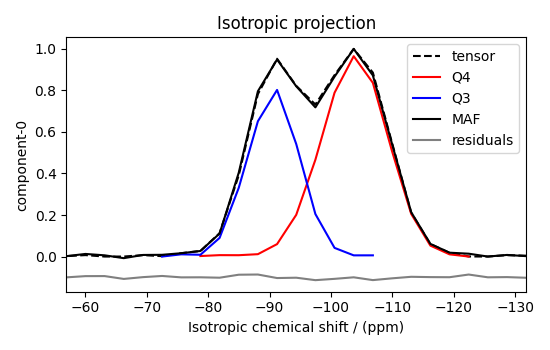 Isotropic projection
component-0
1.0
0.8
0.6
0.4
0.2
0.0
tensor
Q4
Q3
MAF
residuals
−60 −70 −80 −90 −100 −110 −120 −130
Isotropic chemical shift / (ppm)